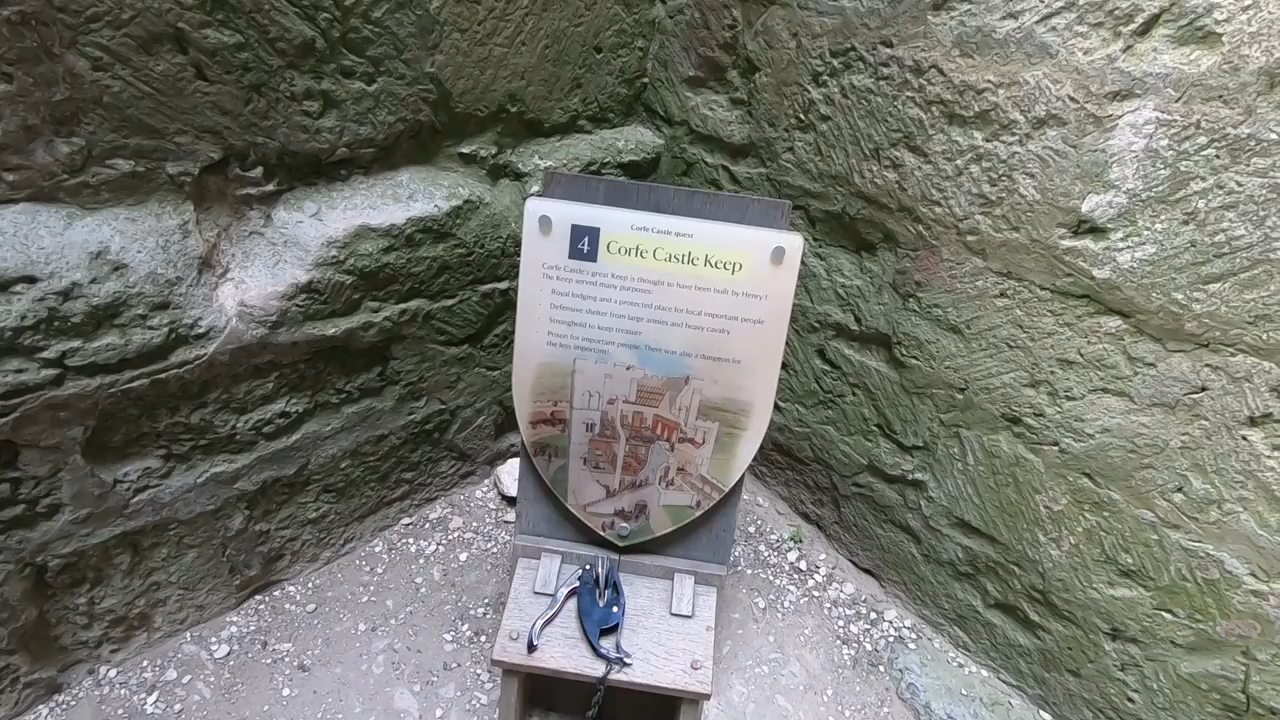 Corfe Castle quest
4 Corfe Castle Keep
Corfe Castle's great Keep is thought to have been built by Henry I.
The Keep served many purposes:
· Royal lodging and a protected place for local important people
· Defensive shelter from large armies and heavy cavalry
· Stronghold to keep treasure
· Prison for important people. There was also a dungeon for
the less important!